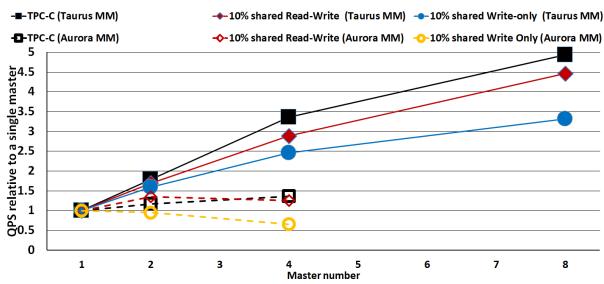 TPC-C (Taurus MM) 10% shared Read-Write (Taurus MM) 10% shared Write-only (Taurus MM)
TPC-C (Aurora MM) 10% shared Read-Write (Aurora MM) 10% shared Write Only (Aurora MM)
QPS relative to a single master
5
4.5
4
3.5
3
2.5
2
1.5
1
0.5
0
1 2 3 4 5 6 7 8
Master number